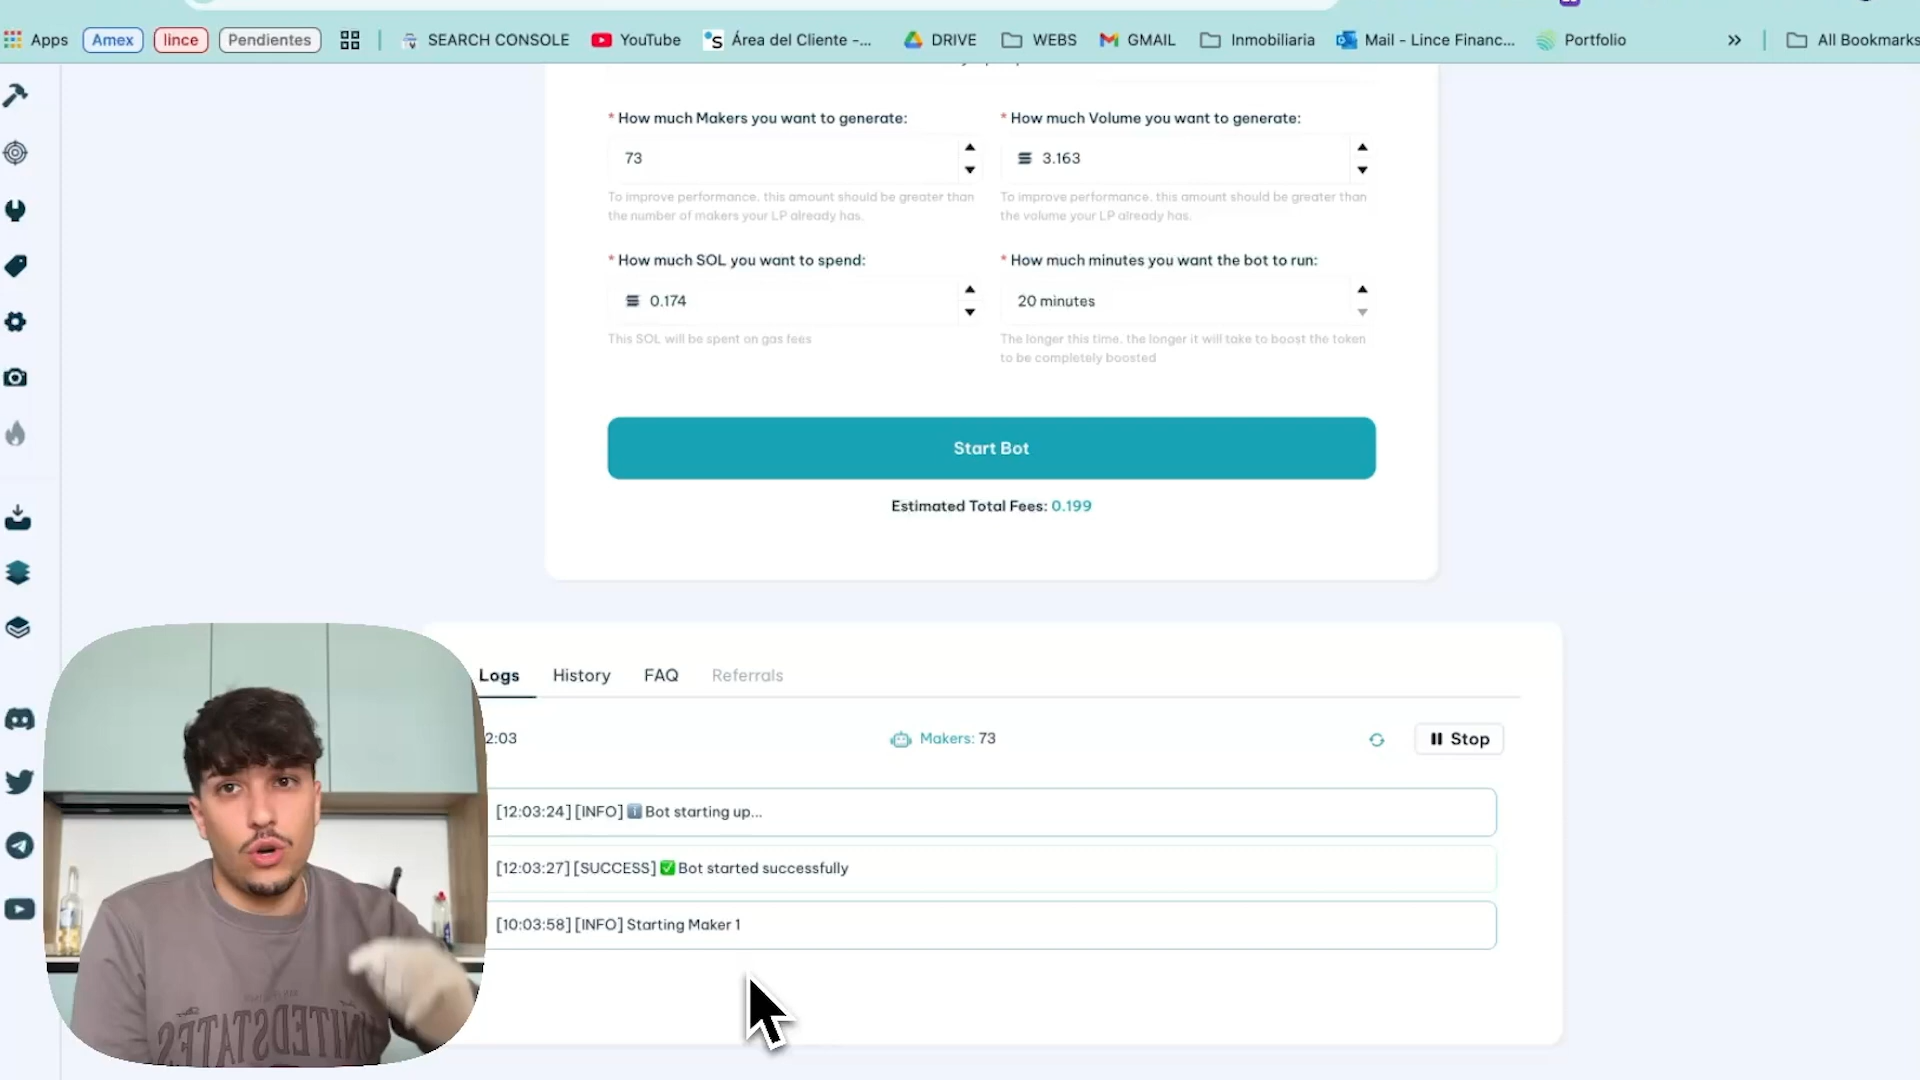 Apps
Amex
lince
Pendientes
SEARCH CONSOLE
YouTube
Área del Cliente -...
DRIVE
WEBS
GMAIL
Inmobiliaria
Mail - Lince Financ...
Portfolio
»
All Bookmarks
* How much Makers you want to generate:
73
To improve performance, this amount should be greater than
the number of makers your LP already has.
* How much Volume you want to generate:
3.163
To improve performance, this amount should be greater than
the volume your LP already has.
* How much SOL you want to spend:
0.174
This SOL will be spent on gas fees
* How much minutes you want the bot to run:
20 minutes
The longer this time, the longer it will take to boost the token
to be completely boosted
Start Bot
Estimated Total Fees: 0.199
Logs
History
FAQ
Referrals
2:03
Makers: 73
Stop
[12:03:24] [INFO] ℹ️ Bot starting up...
[12:03:27] [SUCCESS] ✅ Bot started successfully
[10:03:58] [INFO] Starting Maker 1
UNITED STATES